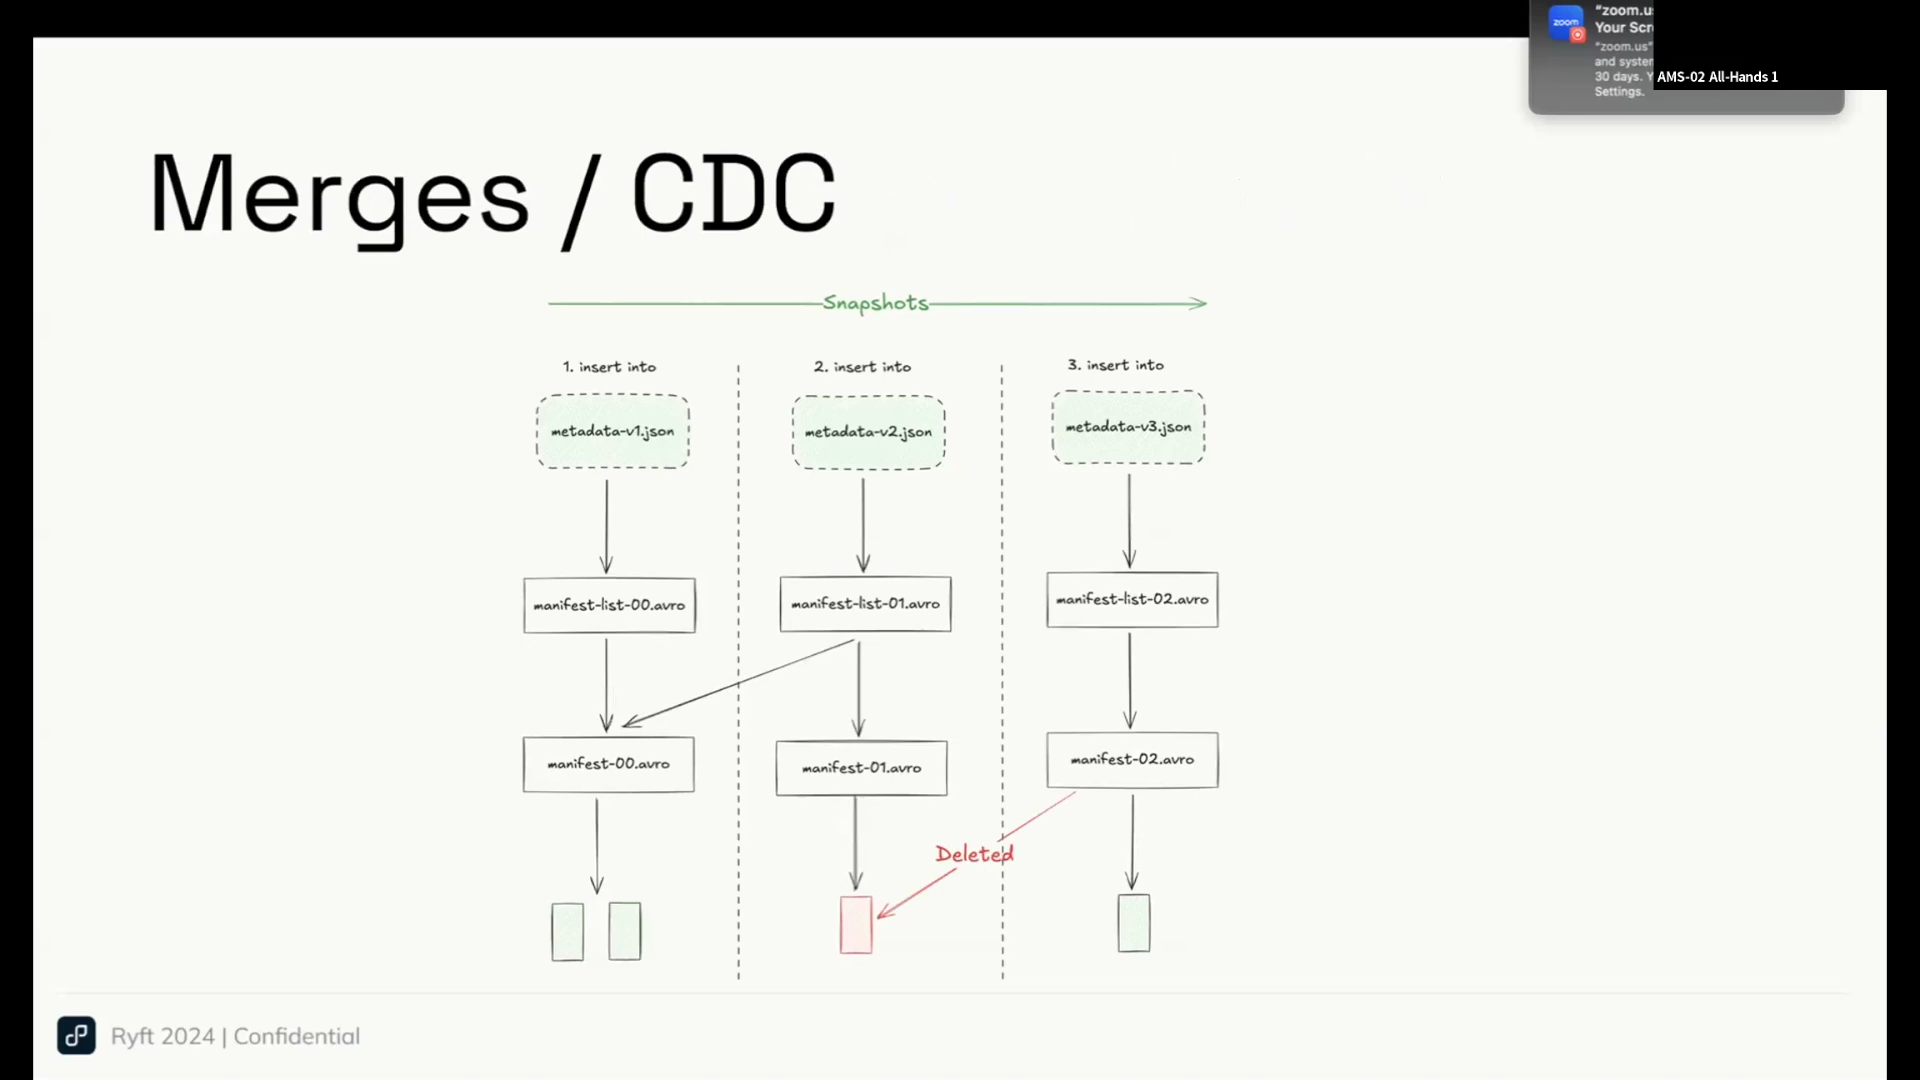 "zoom.us
Your Scr
"zoom.us"
and system
30 days. Y
Settings.
AMS-02 All-Hands 1
Merges / CDC
Snapshots
1. insert into
2. insert into
3. insert into
metadata-v1.json
metadata-v2.json
metadata-v3.json
manifest-list-00.avro
manifest-list-01.avro
manifest-list-02.avro
manifest-00.avro
manifest-01.avro
manifest-02.avro
Deleted
Ryft 2024 | Confidential
zoom